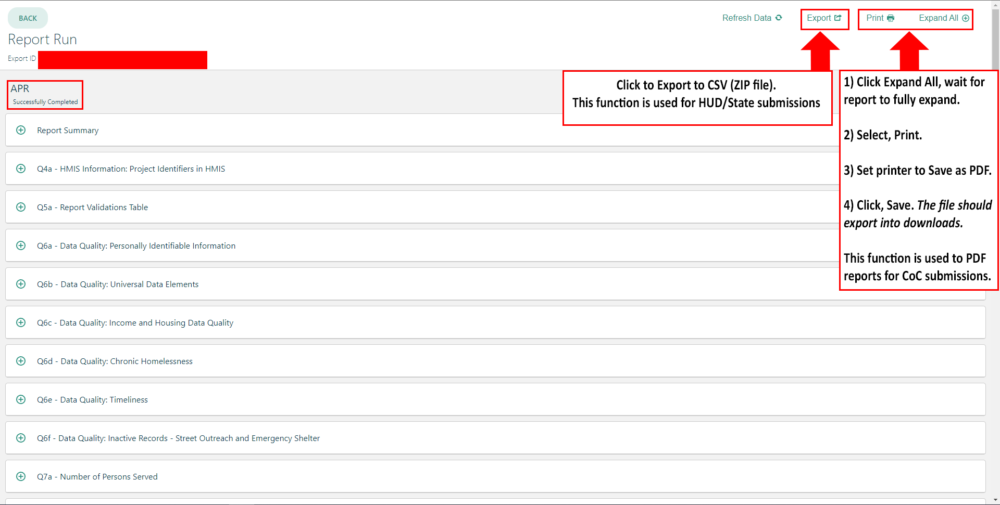 BACK
Refresh Data
Export
Print
Expand All
Report Run
Export ID
APR
Successfully Completed
Click to Export to CSV (ZIP file).
This function is used for HUD/State submissions
1) Click Expand All, wait for
report to fully expand.
2) Select, Print.
3) Set printer to Save as PDF.
4) Click, Save. The file should
export into downloads.
This function is used to PDF
reports for CoC submissions.
Report Summary
Q4a - HMIS Information: Project Identifiers in HMIS
Q5a - Report Validations Table
Q6a - Data Quality: Personally Identifiable Information
Q6b - Data Quality: Universal Data Elements
Q6c - Data Quality: Income and Housing Data Quality
Q6d - Data Quality: Chronic Homelessness
Q6e - Data Quality: Timeliness
Q6f - Data Quality: Inactive Records - Street Outreach and Emergency Shelter
Q7a - Number of Persons Served